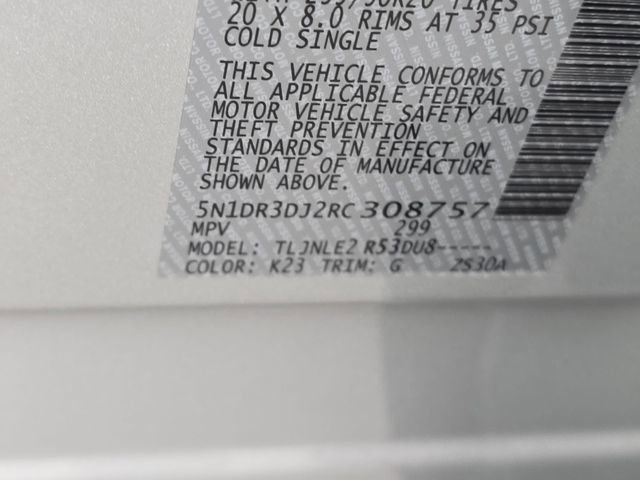 20 X 8.0 RIMS AT 35 PSI
COLD SINGLE
THIS VEHICLE CONFORMS TO
ALL APPLICABLE FEDERAL
MOTOR VEHICLE SAFETY AND
THEFT PREVENTION
STANDARDS IN EFFECT ON
THE DATE OF MANUFACTURE
SHOWN ABOVE.
5N1DR3DJ2RC308757
MPV 299
MODEL: TLJNLE2 R53DU8-----
COLOR: K23 TRIM: G 2S30A